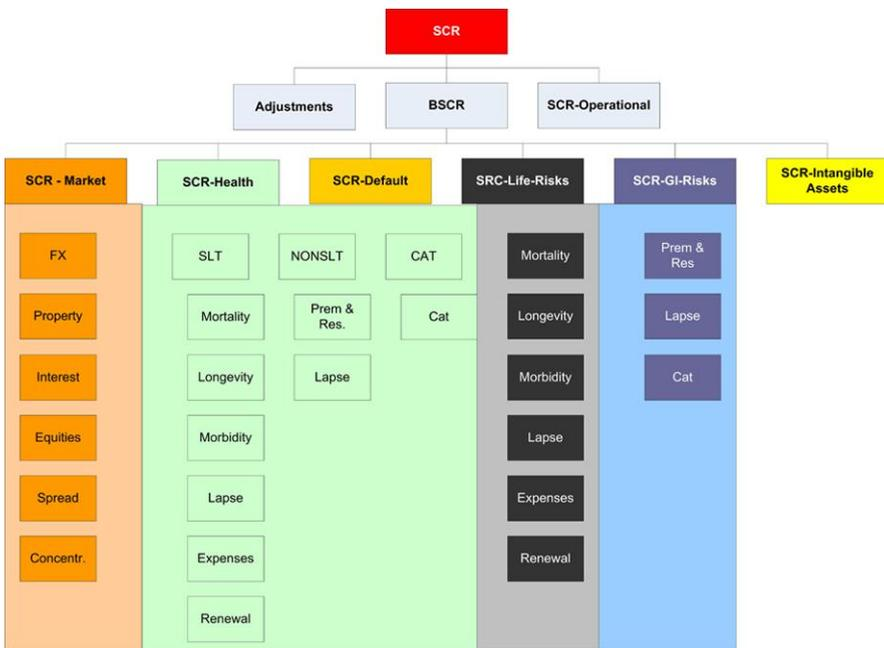 SCR
Adjustments
BSCR
SCR-Operational
SCR - Market
SCR-Health
SCR-Default
SRC-Life-Risks
SCR-GI-Risks
SCR-Intangible
Assets
FX
Property
Interest
Equities
Spread
Concentr.
SLT
NONSLT
CAT
Mortality
Prem &
Res.
Cat
Longevity
Lapse
Morbidity
Lapse
Expenses
Renewal
Mortality
Longevity
Morbidity
Lapse
Expenses
Renewal
Prem &
Res
Lapse
Cat